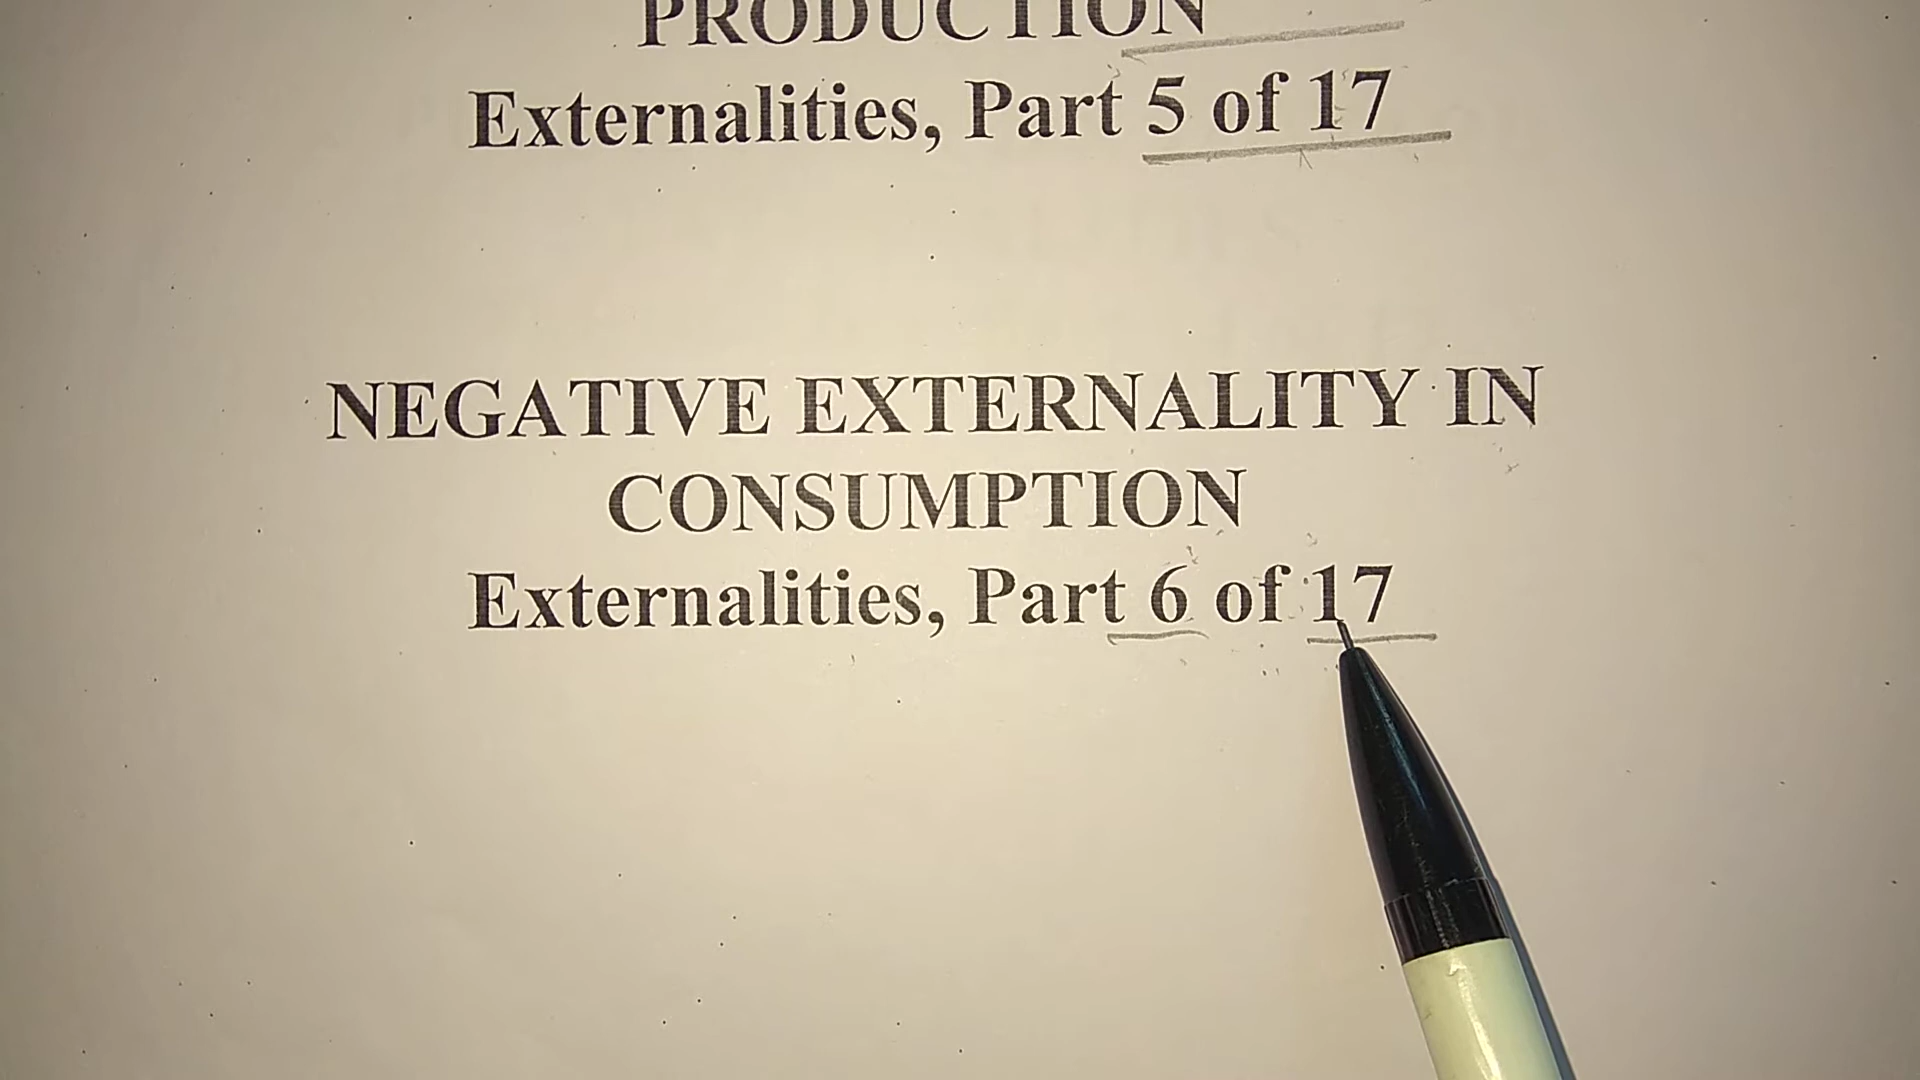 PRODUCTION
Externalities, Part 5 of 17
NEGATIVE EXTERNALITY IN
CONSUMPTION
Externalities, Part 6 of 17